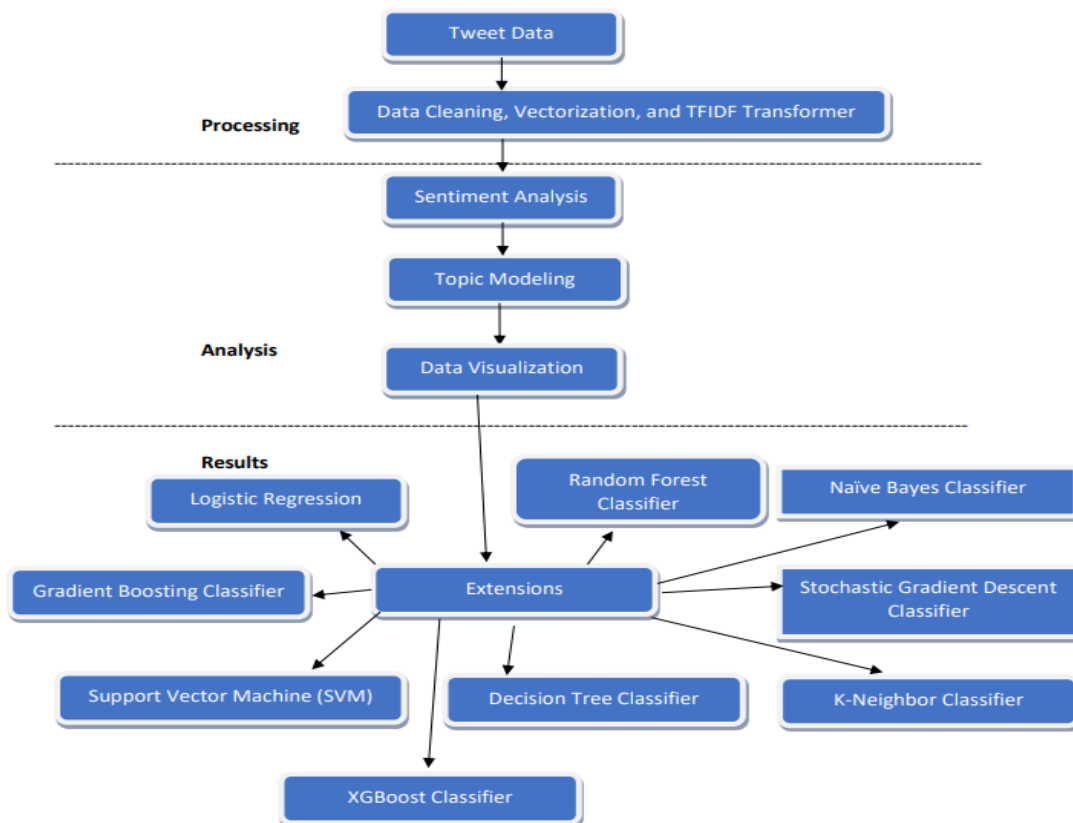 Tweet Data
Data Cleaning, Vectorization, and TFIDF Transformer
Processing
Sentiment Analysis
Topic Modeling
Analysis
Data Visualization
Results
Logistic Regression
Random Forest
Classifier
Naïve Bayes Classifier
Gradient Boosting Classifier
Extensions
Stochastic Gradient Descent
Classifier
Support Vector Machine (SVM)
Decision Tree Classifier
K-Neighbor Classifier
XGBoost Classifier